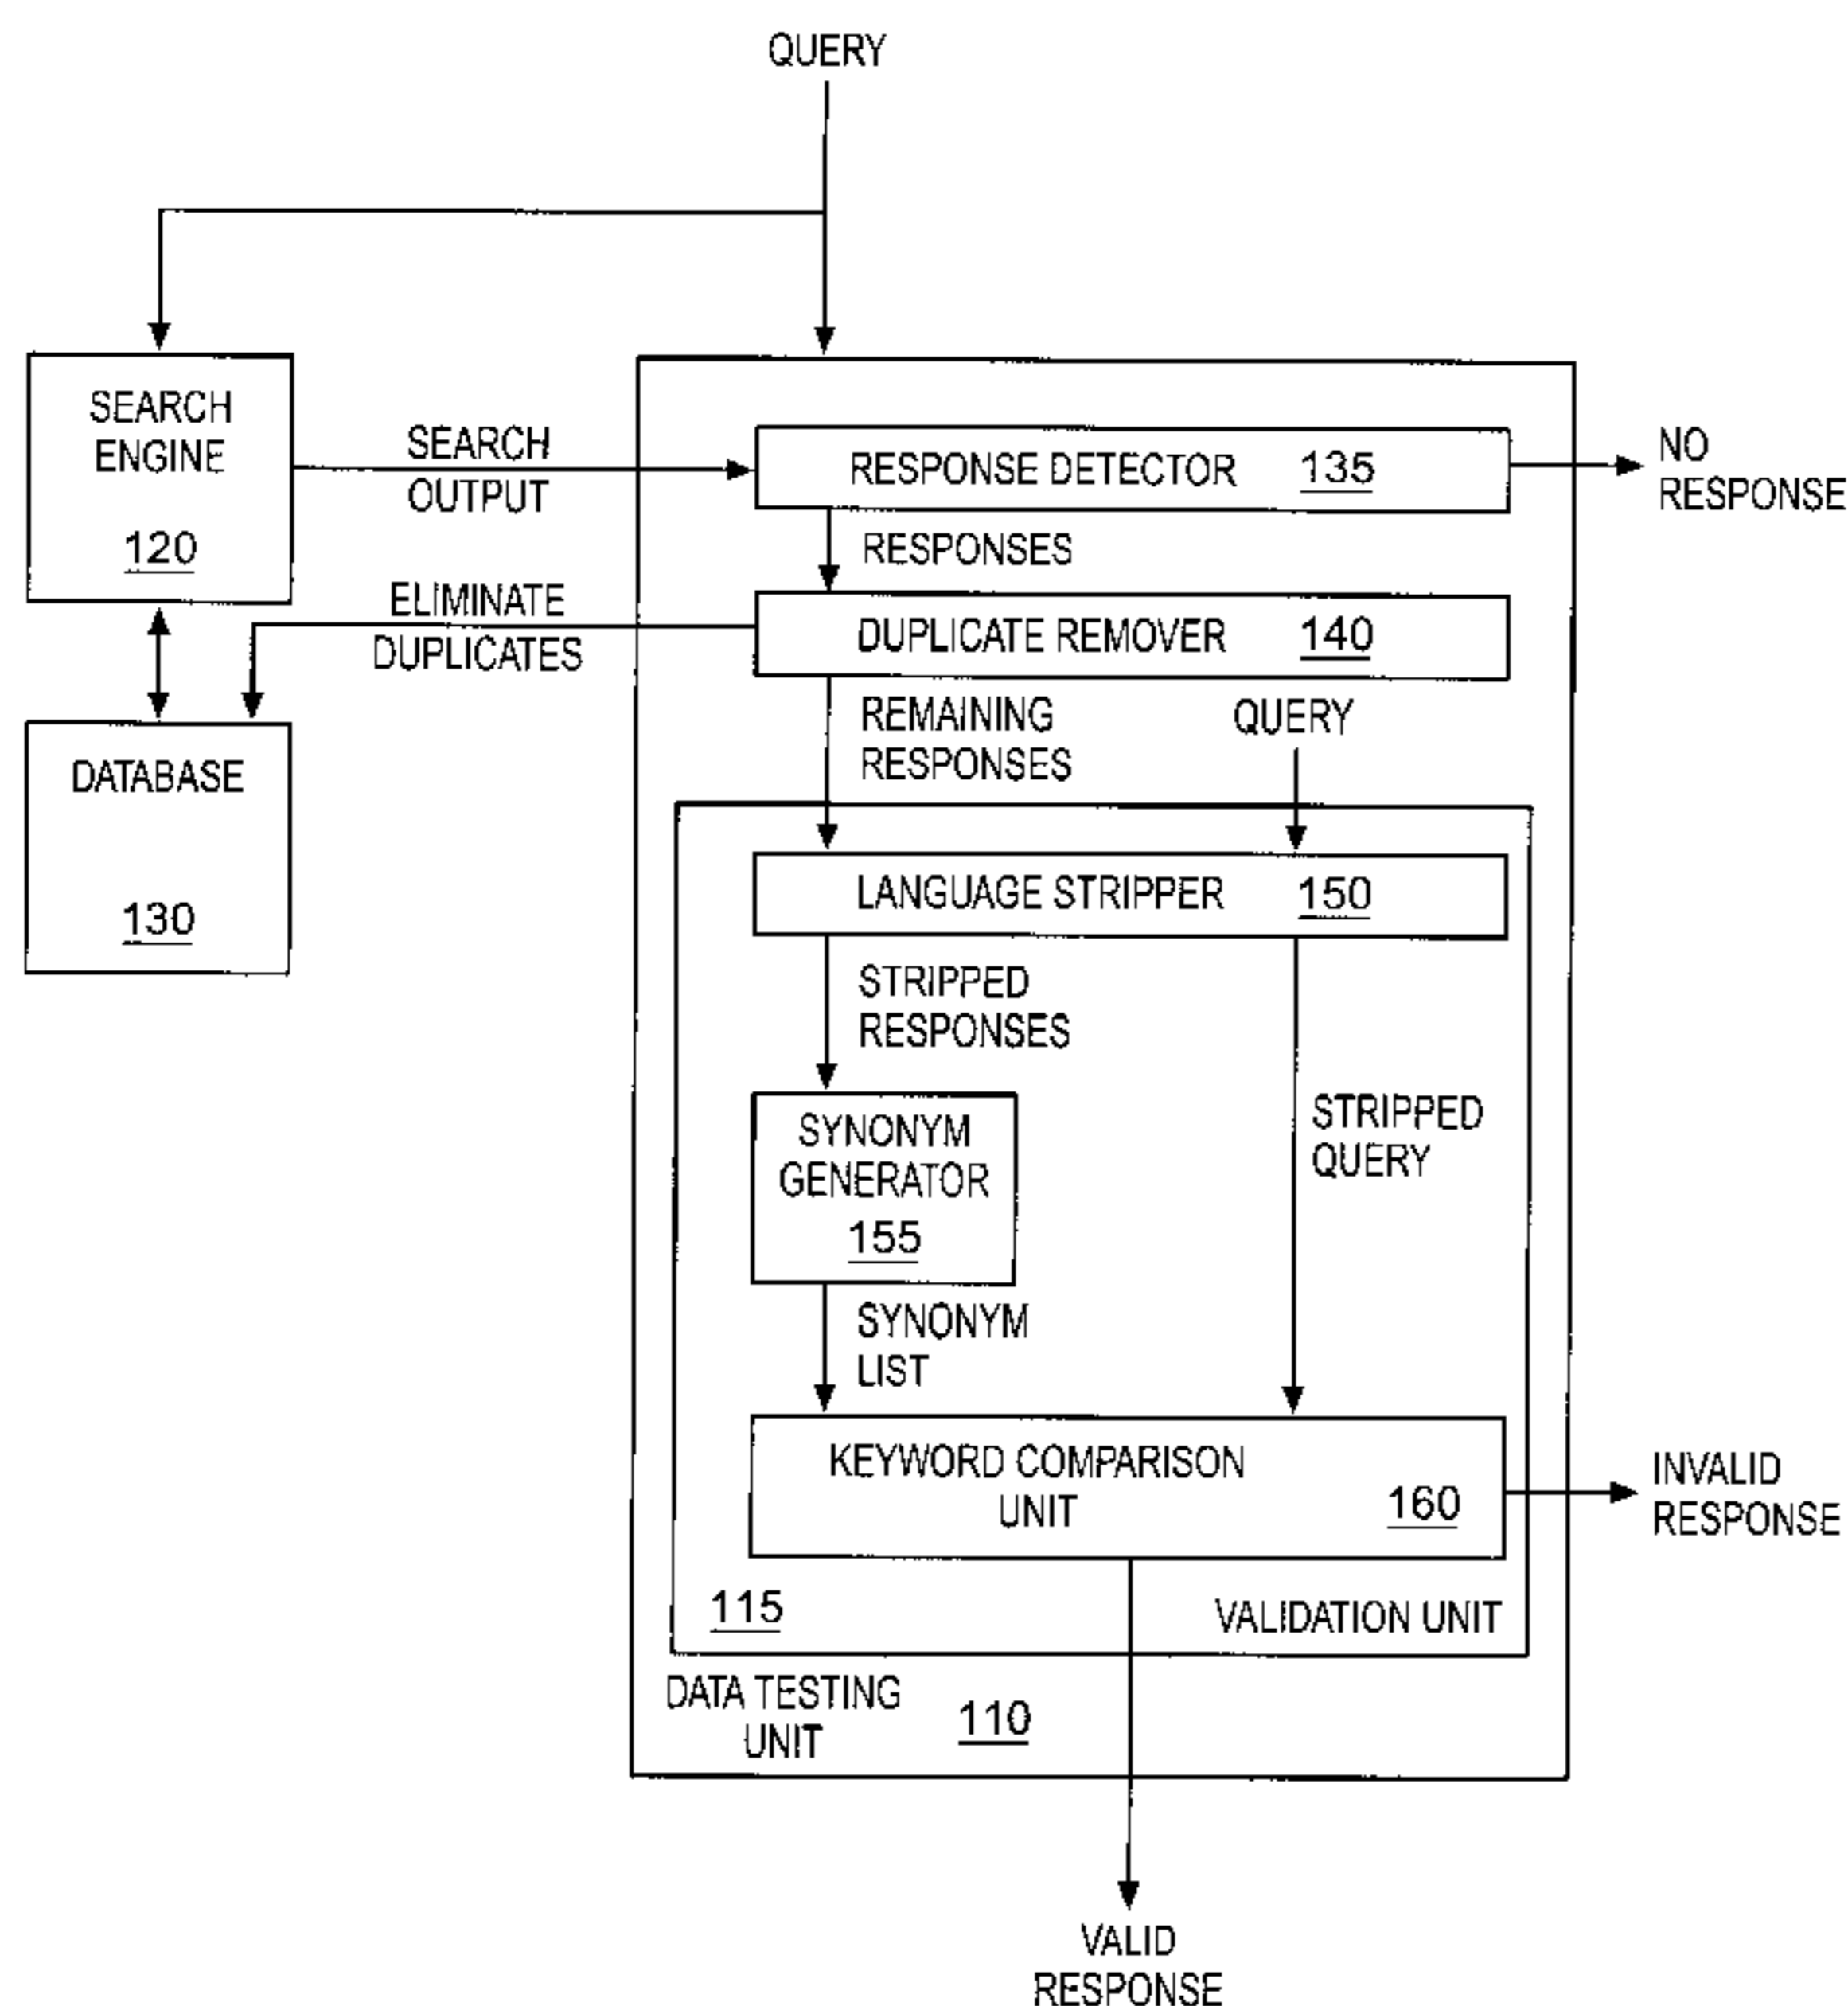 QUERY
SEARCH
ENGINE
120
SEARCH
OUTPUT
RESPONSE DETECTOR 135
NO
RESPONSE
RESPONSES
ELIMINATE
DUPLICATES
DUPLICATE REMOVER 140
DATABASE
130
REMAINING
RESPONSES
QUERY
LANGUAGE STRIPPER 150
STRIPPED
RESPONSES
SYNONYM
GENERATOR
155
STRIPPED
QUERY
SYNONYM
LIST
KEYWORD COMPARISON
UNIT
160
INVALID
RESPONSE
115
VALIDATION UNIT
DATA TESTING
UNIT
110
VALID
RESPONSE